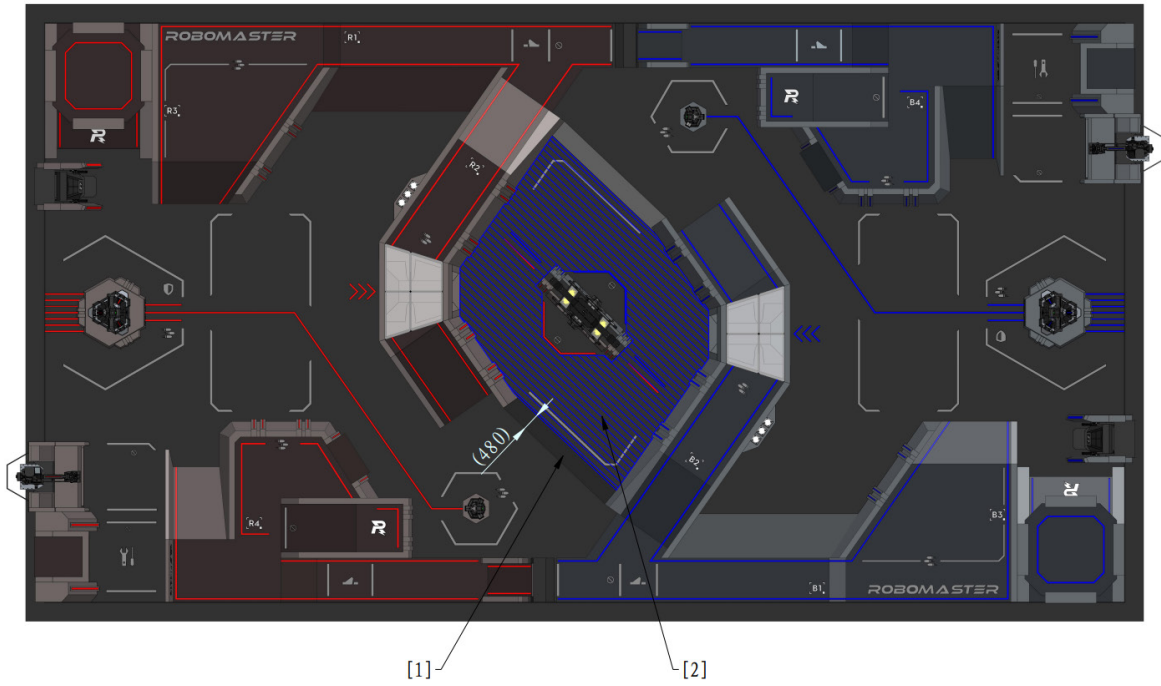 ROBOMASTER
R1
R3
B4
R2
(480)
B2
R4
B3
B1
ROBOMASTER
[1]
[2]